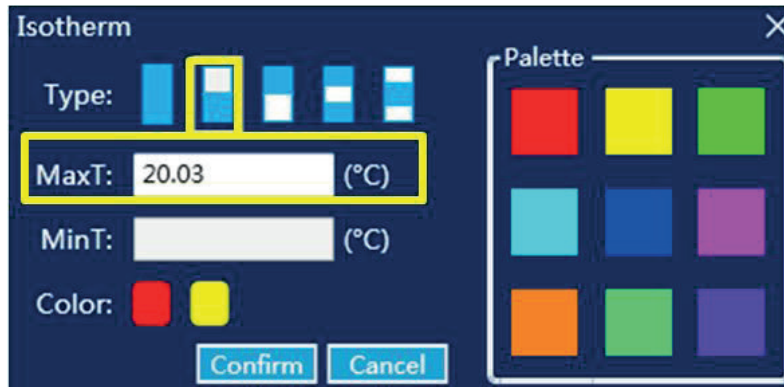 Isotherm
Palette
Type:
MaxT: 20.03 (°C)
MinT: (°C)
Color:
Confirm Cancel